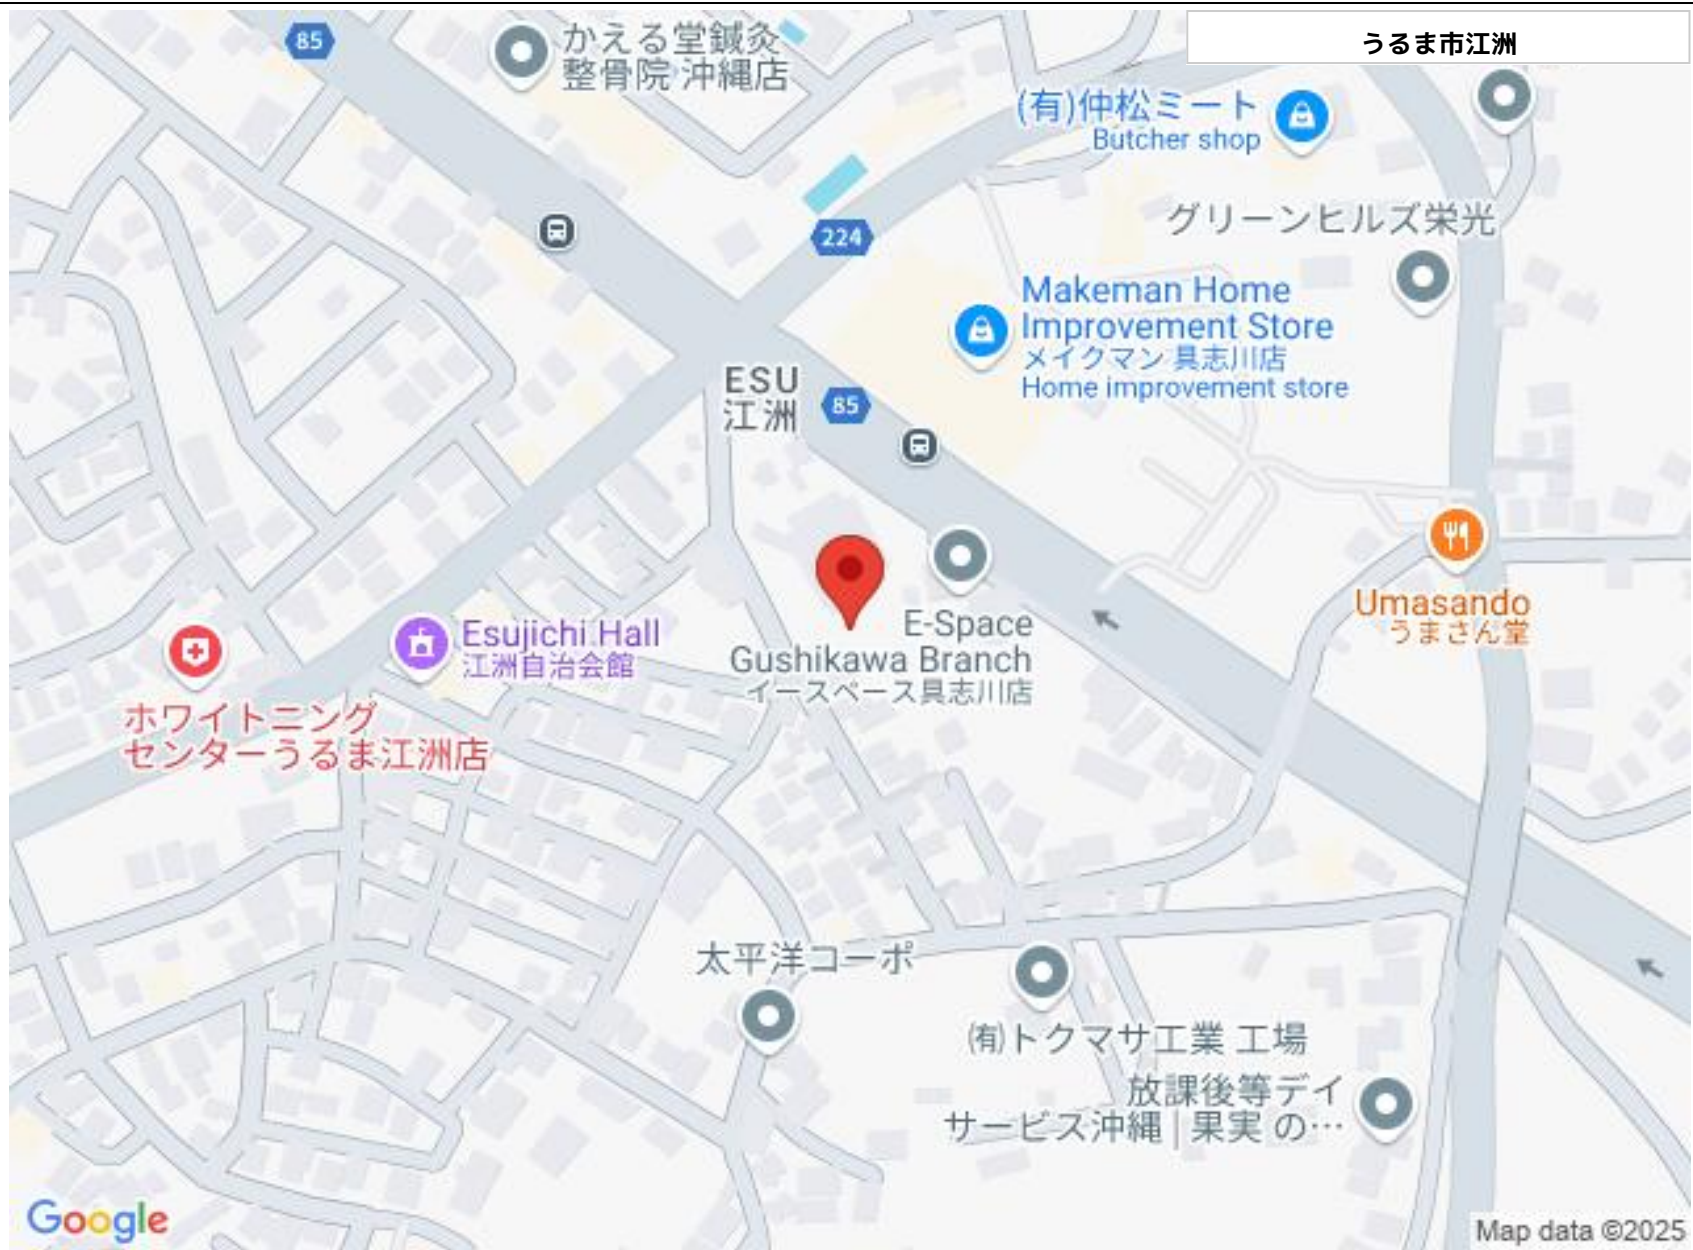 うるま市江洲
85
かえる堂鍼灸
整骨院 沖縄店
(有)仲松ミート
Butcher shop
グリーンヒルズ栄光
224
Makeman Home
Improvement Store
メイクマン 具志川店
Home improvement store
ESU
江洲
85
Umasando
うまさん堂
E-Space
Gushikawa Branch
イースペース具志川店
Esujichi Hall
江洲自治会館
ホワイトニング
センターうるま江洲店
太平洋コーポ
㈲トクマサ工業 工場
放課後等デイ
サービス沖縄 | 果実 の…
Google
Map data ©2025